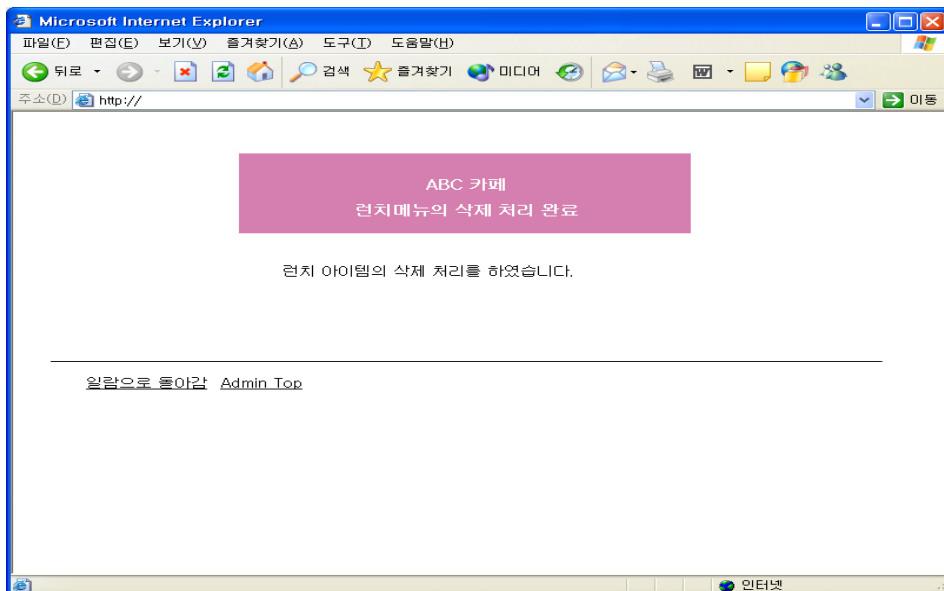 Microsoft Internet Explorer
파일(F) 편집(E) 보기(V) 즐겨찾기(A) 도구(T) 도움말(H)
뒤로 검색 즐겨찾기 미디어
주소(D) http:// 이동
ABC 카페
런치메뉴의 삭제 처리 완료
런치 아이템의 삭제 처리를 하였습니다.
일람으로 돌아감 Admin Top
인터넷